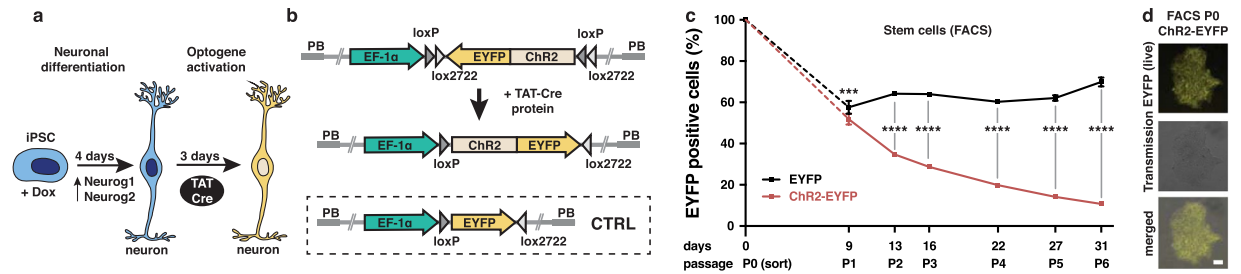 a
Neuronal
differentiation
Optogene
activation
iPSC
4 days
3 days
+ Dox
Neurog1
Neurog2
TAT
Cre
neuron
neuron
b
PB
loxP
PB
EF-1α
EYFP
ChR2
lox2722
loxP
lox2722
+ TAT-Cre
protein
PB
PB
EF-1α
ChR2
EYFP
loxP
lox2722
PB
PB
EF-1α
EYFP
CTRL
loxP
lox2722
c
EYFP positive cells (%)
100
80
60
40
20
0
Stem cells (FACS)
***
**** **** **** **** ****
EYFP
ChR2-EYFP
days 0 9 13 16 22 27 31
passage P0 (sort) P1 P2 P3 P4 P5 P6
d
FACS P0
ChR2-EYFP
EYFP (live)
Transmission
merged